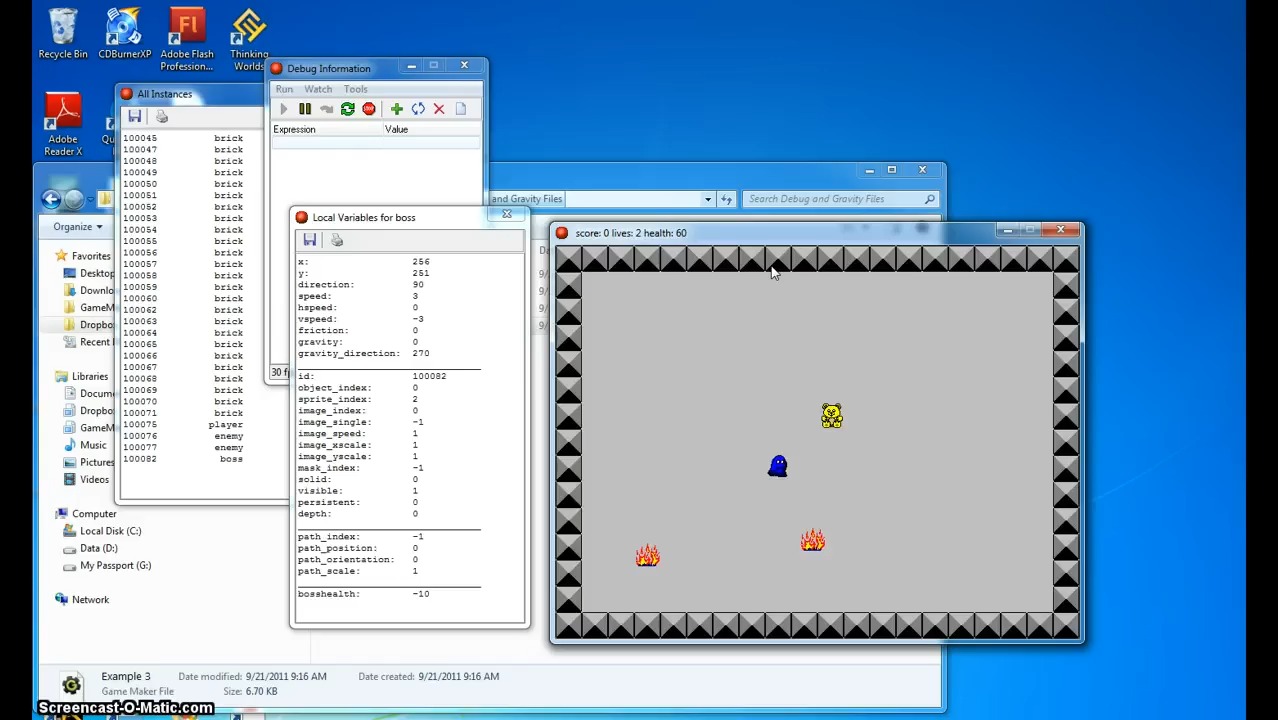 Recycle Bin
CDBurnerXP
Adobe Flash
Profession...
Thinking
Worlds
Adobe
Reader X
All Instances
100045 brick
100047 brick
100048 brick
100049 brick
100050 brick
100051 brick
100052 brick
100053 brick
100054 brick
100055 brick
100056 brick
100057 brick
100058 brick
100059 brick
100060 brick
100062 brick
100063 brick
100064 brick
100065 brick
100066 brick
100067 brick
100068 brick
100069 brick
100070 brick
100071 brick
100075 player
100076 enemy
100077 enemy
100082 boss
Debug Information
Run Watch Tools
STOP
Expression Value
30 fp
and Gravity Files
Search Debug and Gravity Files
Organize
Favorites
Desktop
Downlo
GameM
Dropbo
Recent
Libraries
Docum
Dropbo
GameM
Music
Pictures
Videos
Computer
Local Disk (C:)
Data (D:)
My Passport (G:)
Network
Local Variables for boss
x: 256
y: 251
direction: 90
speed: 3
hspeed: 0
vspeed: -3
friction: 0
gravity: 0
gravity_direction: 270
id: 100082
object_index: 0
sprite_index: 2
image_index: 0
image_single: -1
image_speed: 1
image_xscale: 1
image_yscale: 1
mask_index: -1
solid: 0
visible: 1
persistent: 0
depth: 0
path_index: -1
path_position: 0
path_orientation: 0
path_scale: 1
bosshealth: -10
score: 0 lives: 2 health: 60
Example 3
Date modified: 9/21/2011 9:16 AM
Date created: 9/21/2011 9:16 AM
Game Maker File
Size: 6.70 KB
Screencast-O-Matic.com